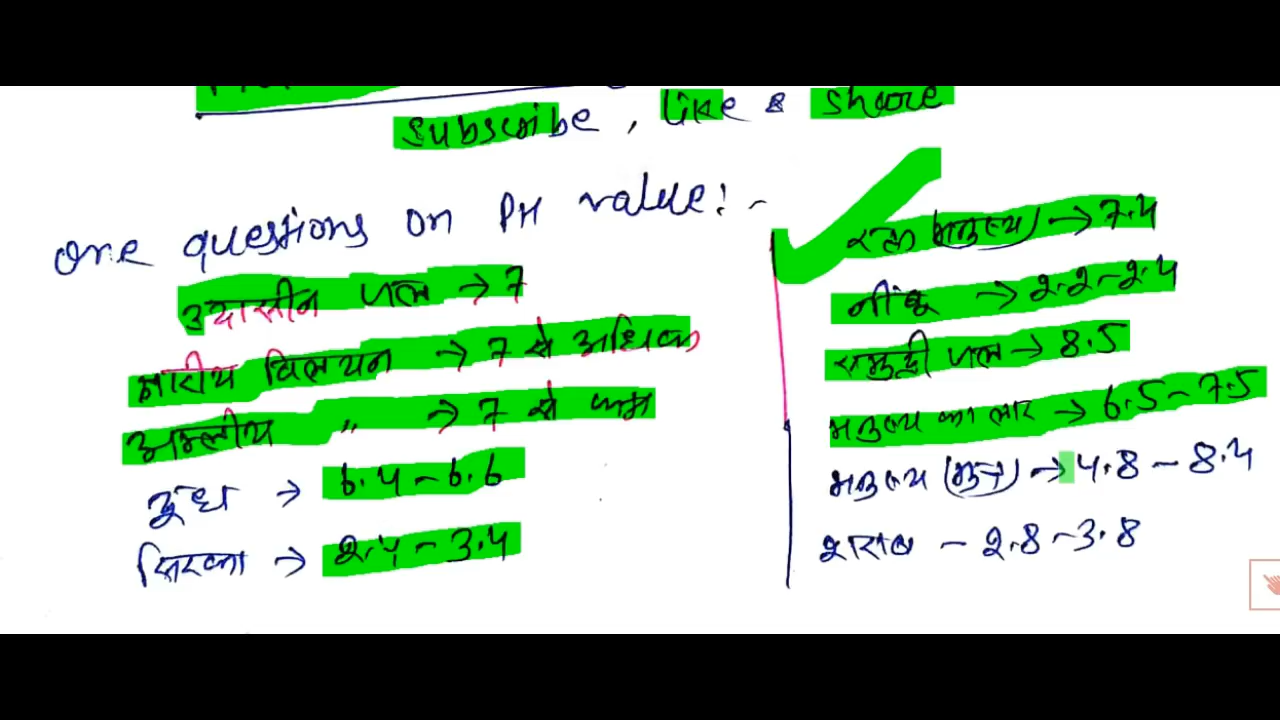 Subscribe, like & share
One questions on PH value:-
उदासीन जल → 7
क्षारीय विलयन → 7 से अधिक
अम्लीय " → 7 से कम
दुध → 6.4-6.6
सिरका → 2.4-3.4
रक्त (मनुष्य) → 7.4
नींबू → 2.2-2.4
समुद्री जल → 8.5
मनुष्य का लार → 6.5-7.5
मनुष्य (मुत्र) → 4.8-8.4
शराब - 2.8-3.8